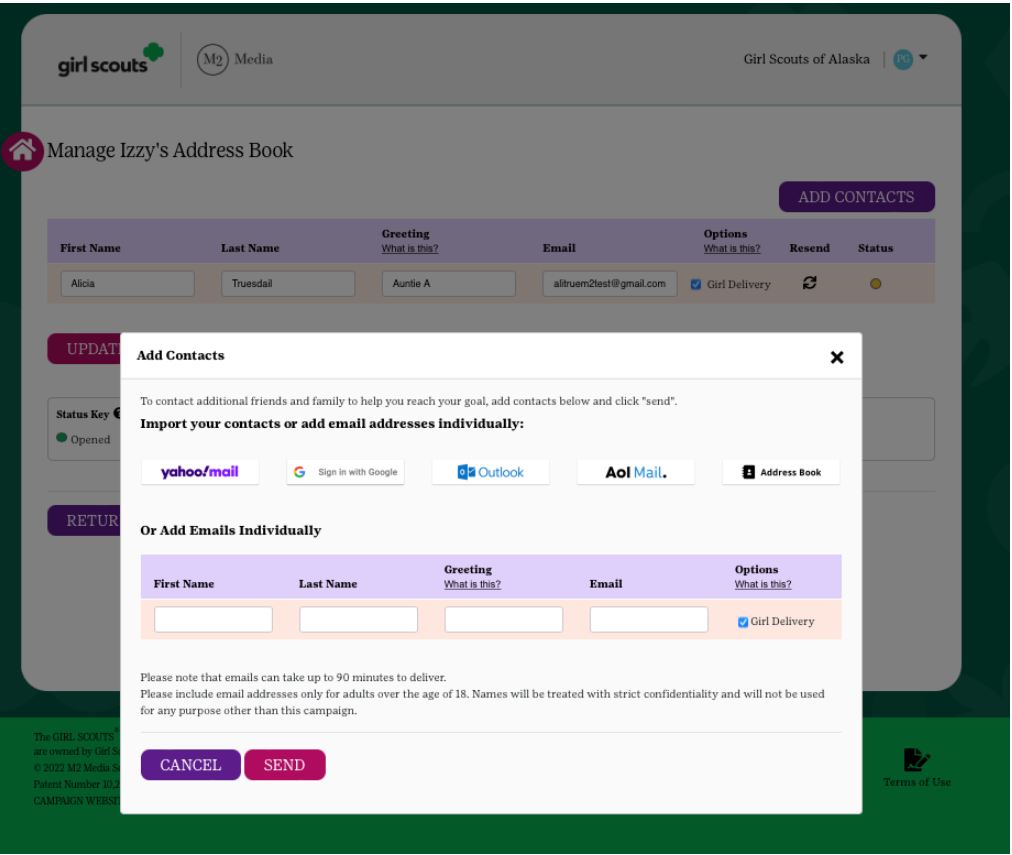 girl scouts
M2 Media
Girl Scouts of Alaska
PG
Manage Izzy's Address Book
ADD CONTACTS
First Name Last Name Greeting What is this? Email Options What is this? Resend Status
Alicia Truesdail Auntie A alitruem2test@gmail.com Girl Delivery
UPDAT
Status Key
Opened
RETUR
Add Contacts
To contact additional friends and family to help you reach your goal, add contacts below and click "send".
Import your contacts or add email addresses individually:
yahoo!mail Sign in with Google Outlook Aol Mail. Address Book
Or Add Emails Individually
First Name Last Name Greeting What is this? Email Options What is this?
Girl Delivery
Please note that emails can take up to 90 minutes to deliver.
Please include email addresses only for adults over the age of 18. Names will be treated with strict confidentiality and will not be used
for any purpose other than this campaign.
CANCEL SEND
The GIRL SCOUTS®
are owned by Girl S
© 2022 M2 Media S
Patent Number 10,2
CAMPAIGN WEBSI
Terms of Use